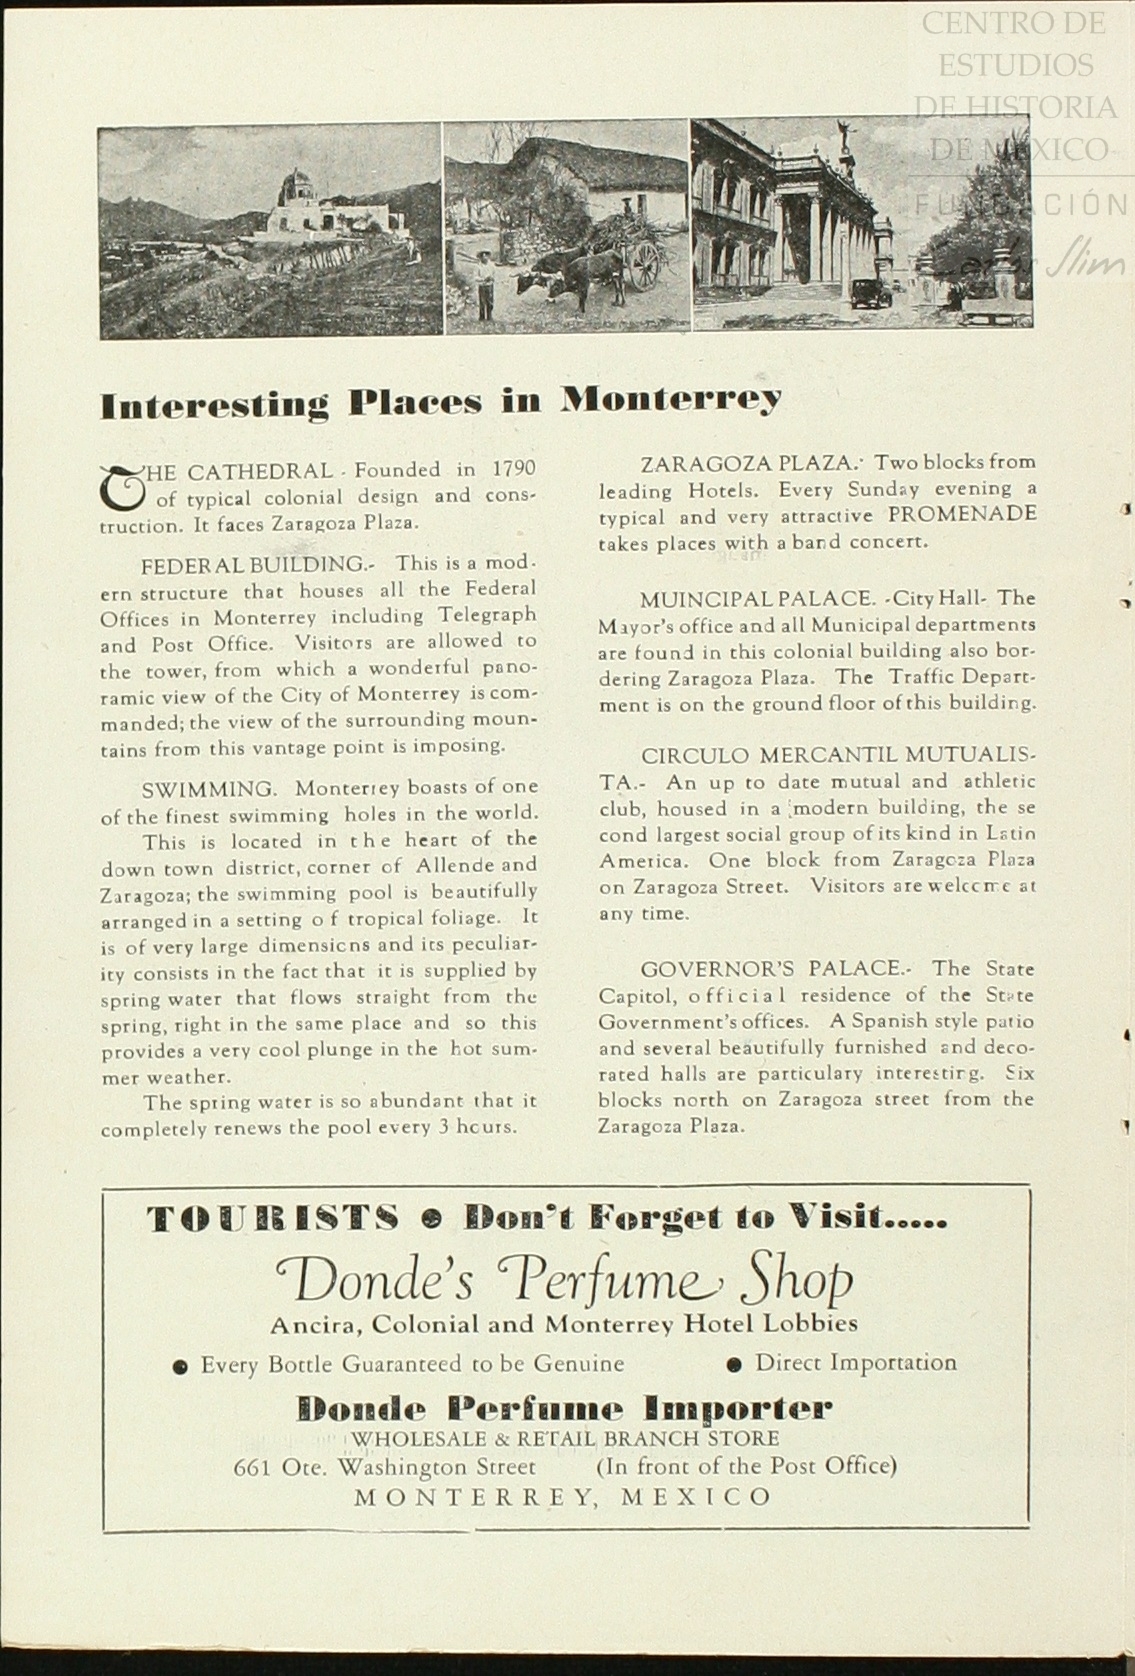 CENTRO DE
ESTUDIOS
DE HISTORIA
DE MÉXICO
FUNDACIÓN
Carlos Slim
Interesting Places in Monterrey
THE CATHEDRAL - Founded in 1790
of typical colonial design and cons-
truction. It faces Zaragoza Plaza.
FEDERAL BUILDING.- This is a mod-
ern structure that houses all the Federal
Offices in Monterrey including Telegraph
and Post Office. Visitors are allowed to
the tower, from which a wonderful pano-
ramic view of the City of Monterrey is com-
manded; the view of the surrounding moun-
tains from this vantage point is imposing.
SWIMMING. Monterrey boasts of one
of the finest swimming holes in the world.
This is located in the heart of the
down town district, corner of Allende and
Zaragoza; the swimming pool is beautifully
arranged in a setting of tropical foliage. It
is of very large dimensions and its peculiar-
ity consists in the fact that it is supplied by
spring water that flows straight from the
spring, right in the same place and so this
provides a very cool plunge in the hot sum-
mer weather.
The spring water is so abundant that it
completely renews the pool every 3 hours.
ZARAGOZA PLAZA.- Two blocks from
leading Hotels. Every Sunday evening a
typical and very attractive PROMENADE
takes places with a band concert.
MUINCIPAL PALACE. -City Hall- The
Mayor's office and all Municipal departments
are found in this colonial building also bor-
dering Zaragoza Plaza. The Traffic Depart-
ment is on the ground floor of this building.
CIRCULO MERCANTIL MUTUALIS-
TA.- An up to date mutual and athletic
club, housed in a modern building, the se
cond largest social group of its kind in Latin
America. One block from Zaragoza Plaza
on Zaragoza Street. Visitors are welcome at
any time.
GOVERNOR'S PALACE.- The State
Capitol, official residence of the State
Government's offices. A Spanish style patio
and several beautifully furnished and deco-
rated halls are particulary interesting. Six
blocks north on Zaragoza street from the
Zaragoza Plaza.
TOURISTS ● Don't Forget to Visit.....
Donde's Perfume Shop
Ancira, Colonial and Monterrey Hotel Lobbies
● Every Bottle Guaranteed to be Genuine ● Direct Importation
Donde Perfume Importer
WHOLESALE & RETAIL BRANCH STORE
661 Ote. Washington Street (In front of the Post Office)
MONTERREY, MEXICO